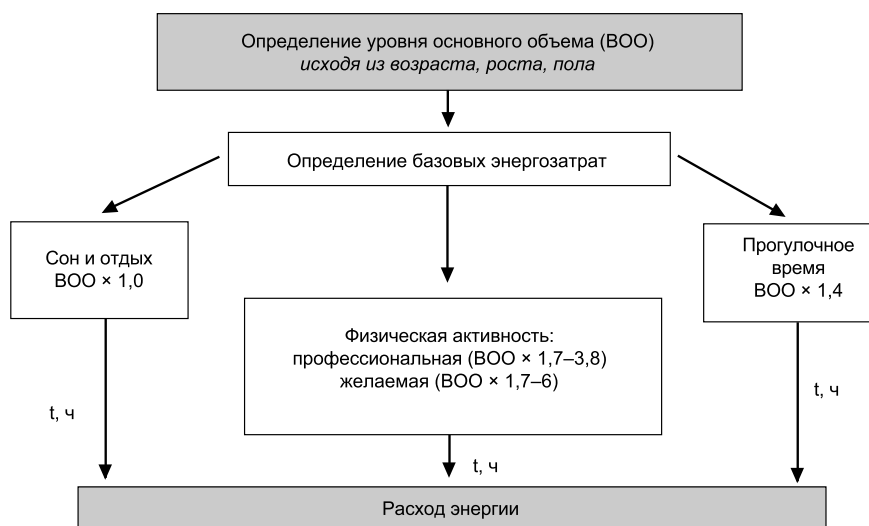 Определение уровня основного объема (ВОО)
исходя из возраста, роста, пола
Определение базовых энергозатрат
Сон и отдых
ВОО × 1,0
Физическая активность:
профессиональная (ВОО × 1,7–3,8)
желаемая (ВОО × 1,7–6)
Прогулочное
время
ВОО × 1,4
t, ч
t, ч
t, ч
Расход энергии